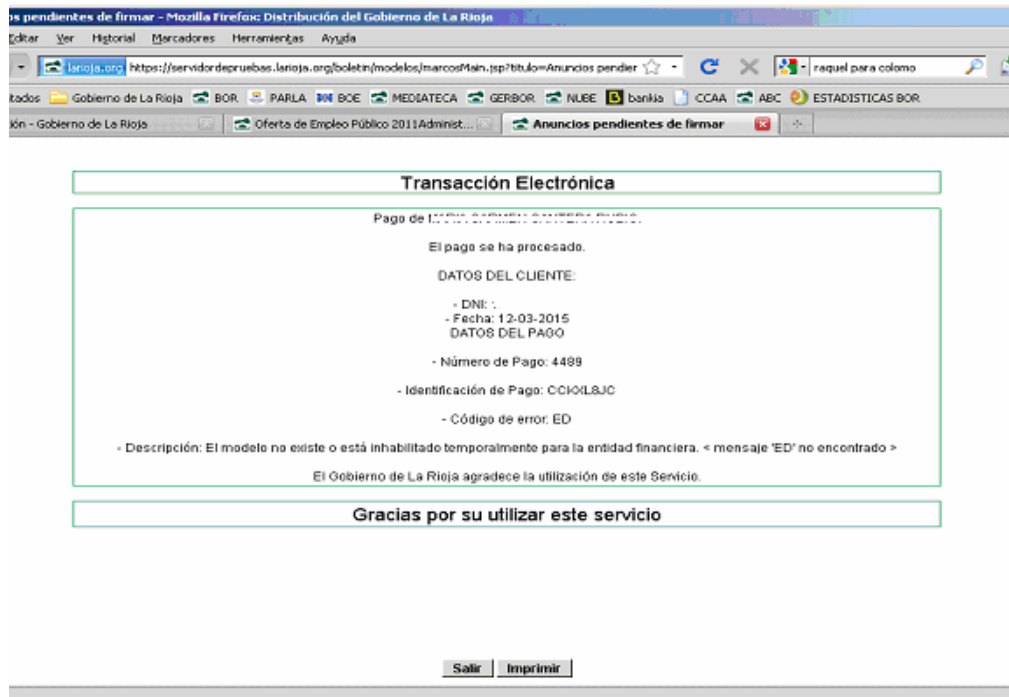 os pendientes de firmar - Mozilla Firefox: Distribución del Gobierno de La Rioja
Editar Ver Historial Marcadores Herramientas Ayuda
larioja.org https://servidordepruebas.larioja.org/boletin/modelos/marcosMain.jsp?titulo=Anuncios pendier raquel para colomo
tados Gobierno de La Rioja BOR PARLA BOE MEDIATECA GERBOR NUBE bankia CCAA ABC ESTADISTICAS BOR
ión - Gobierno de La Rioja Oferta de Empleo Público 2011Administ... Anuncios pendientes de firmar
Transacción Electrónica
Pago de
El pago se ha procesado.
DATOS DEL CLIENTE:
- DNI:
- Fecha: 12-03-2015
DATOS DEL PAGO
- Número de Pago: 4489
- Identificación de Pago: CCKXL8JC
- Código de error: ED
- Descripción: El modelo no existe o está inhabilitado temporalmente para la entidad financiera. < mensaje 'ED' no encontrado >
El Gobierno de La Rioja agradece la utilización de este Servicio.
Gracias por su utilizar este servicio
Salir Imprimir